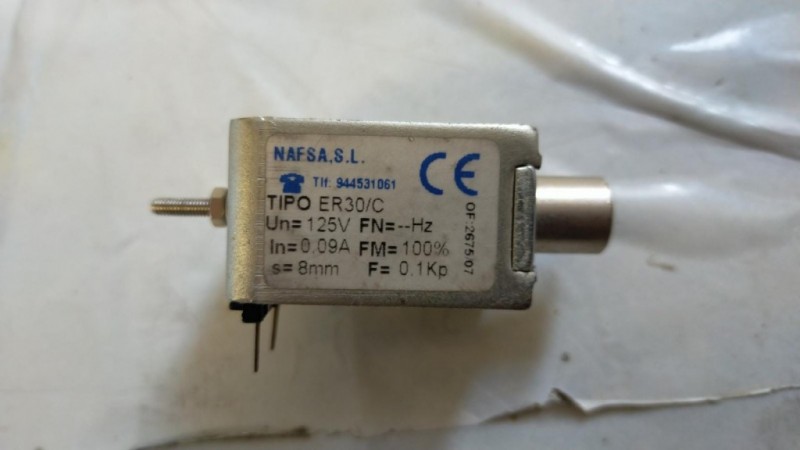 NAFSA,S.L.
Tlf: 944531061
CE
TIPO ER30/C
Un= 125V FN=--Hz
In= 0.09A FM= 100%
s= 8mm F= 0.1Kp
OF:2675/07